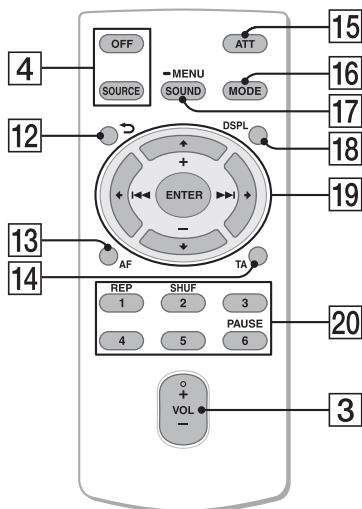 OFF
ATT
15
4
-MENU
16
SOURCE
SOUND
MODE
17
12
DSPL
18
+
ENTER
19
-
13
AF
TA
14
REP
SHUF
1
2
3
PAUSE
20
4
5
6
+
VOL
3
-